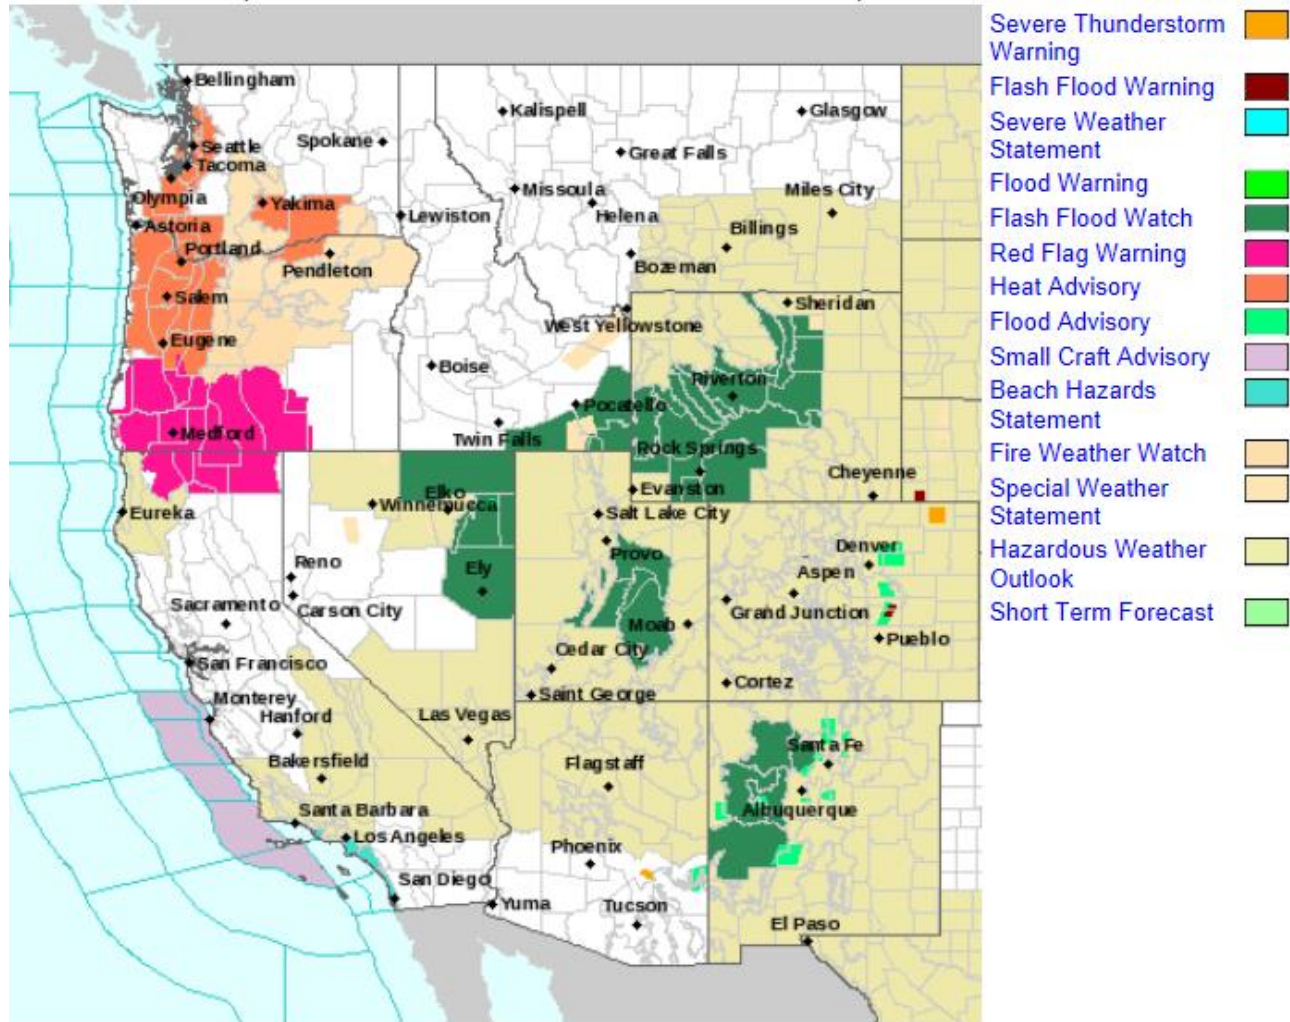 Bellingham
Kalispell
Glasgow
Seattle
Spokane
Tacoma
Great Falls
Olympia
Yakima
Missoula
Miles City
Lewiston
Helena
Astoria
Billings
Portland
Pendleton
Bozeman
Salem
Sheridan
West Yellowstone
Eugene
Boise
Riverton
Pocatello
Medford
Twin Falls
Rock Springs
Cheyenne
Elko
Evanston
Winnemucca
Eureka
Salt Lake City
Provo
Denver
Reno
Ely
Aspen
Sacramento
Carson City
Grand Junction
Moab
Pueblo
Cedar City
San Francisco
Cortez
Saint George
Monterey
Hanford
Las Vegas
Santa Fe
Bakersfield
Flagstaff
Santa Barbara
Albuquerque
Los Angeles
Phoenix
San Diego
Yuma
Tucson
El Paso
Severe Thunderstorm
Warning
Flash Flood Warning
Severe Weather
Statement
Flood Warning
Flash Flood Watch
Red Flag Warning
Heat Advisory
Flood Advisory
Small Craft Advisory
Beach Hazards
Statement
Fire Weather Watch
Special Weather
Statement
Hazardous Weather
Outlook
Short Term Forecast